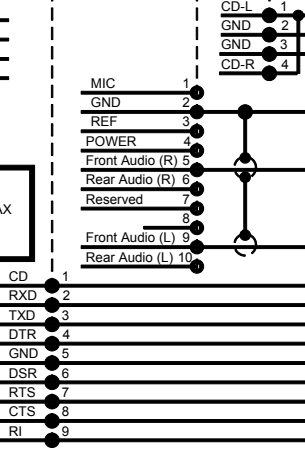 CD-L 1
GND 2
GND 3
CD-R 4
MIC 1
GND 2
REF 3
POWER 4
Front Audio (R) 5
Rear Audio (R) 6
Reserved 7
8
Front Audio (L) 9
Rear Audio (L) 10
AX
CD 1
RXD 2
TXD 3
DTR 4
GND 5
DSR 6
RTS 7
CTS 8
RI 9